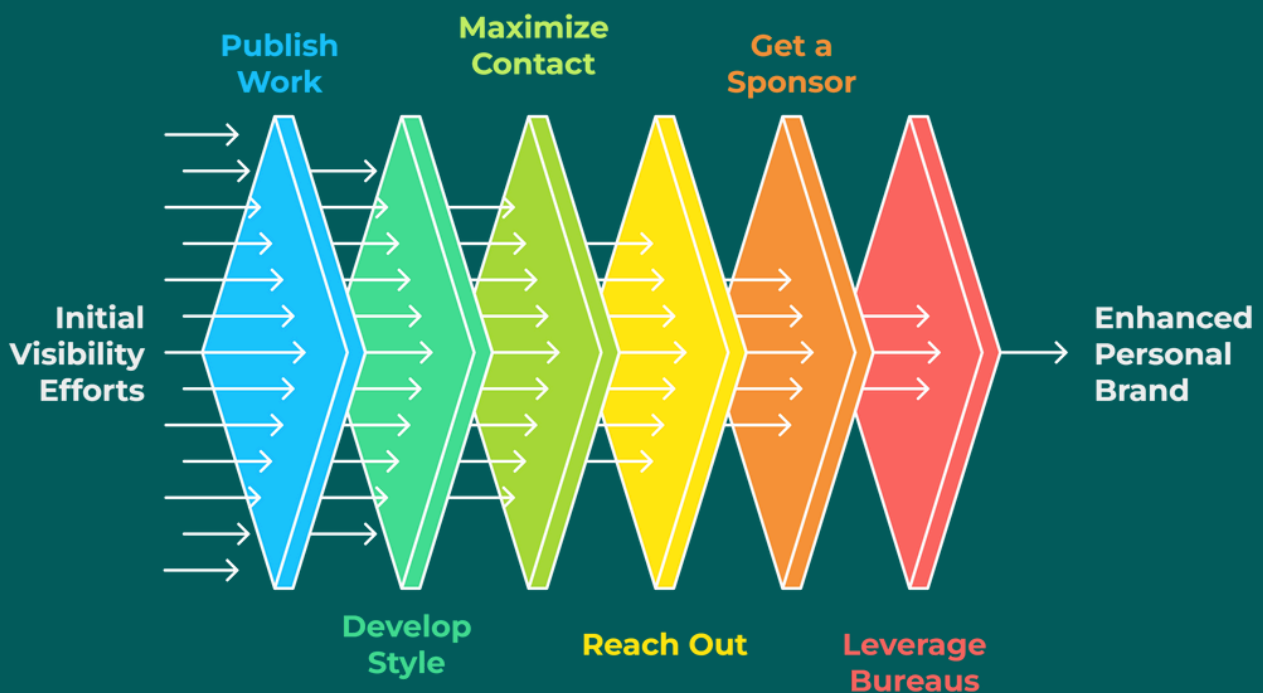 Publish
Work
Maximize
Contact
Get a
Sponsor
Initial
Visibility
Efforts
Enhanced
Personal
Brand
Develop
Style
Reach Out
Leverage
Bureaus